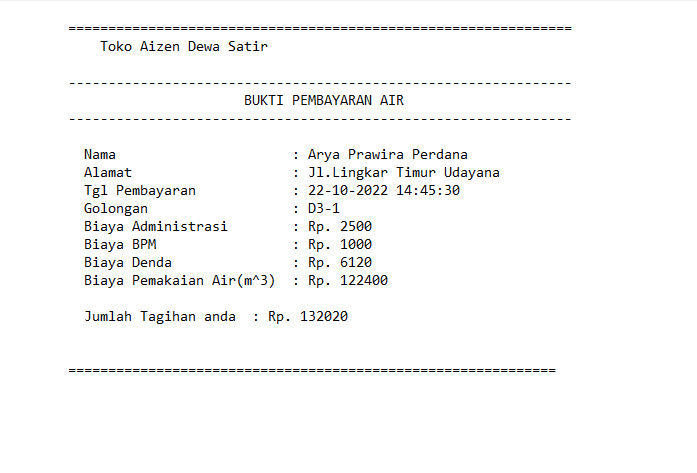 ===============================================================
Toko Aizen Dewa Satir
---------------------------------------------------------------
BUKTI PEMBAYARAN AIR
---------------------------------------------------------------
Nama : Arya Prawira Perdana
Alamat : Jl.Lingkar Timur Udayana
Tgl Pembayaran : 22-10-2022 14:45:30
Golongan : D3-1
Biaya Administrasi : Rp. 2500
Biaya BPM : Rp. 1000
Biaya Denda : Rp. 6120
Biaya Pemakaian Air(m^3) : Rp. 122400
Jumlah Tagihan anda : Rp. 132020
=============================================================